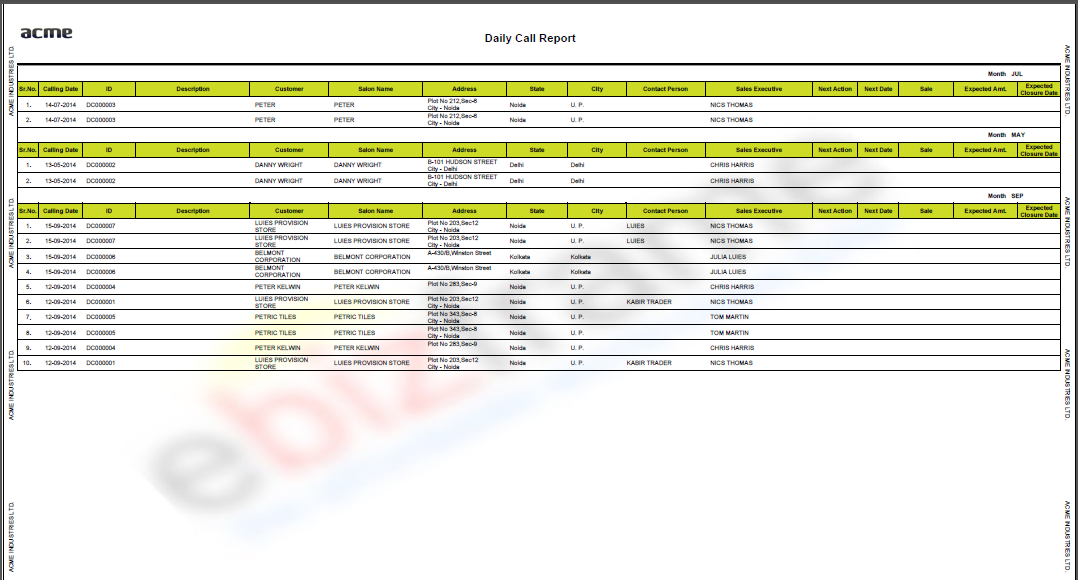 acme
Daily Call Report
Month JUL
Sr.No. Calling Date ID Description Customer Salon Name Address State City Contact Person Sales Executive Next Action Next Date Sale Expected Amt. Expected Closure Date
1. 14-07-2014 DC000003 PETER PETER Plot No 212,Sec-6 City - Noida Noida U. P. NICS THOMAS
2. 14-07-2014 DC000003 PETER PETER Plot No 212,Sec-6 City - Noida Noida U. P. NICS THOMAS
Month MAY
Sr.No. Calling Date ID Description Customer Salon Name Address State City Contact Person Sales Executive Next Action Next Date Sale Expected Amt. Expected Closure Date
1. 13-05-2014 DC000002 DANNY WRIGHT DANNY WRIGHT B-101 HUDSON STREET City - Delhi Delhi Delhi CHRIS HARRIS
2. 13-05-2014 DC000002 DANNY WRIGHT DANNY WRIGHT B-101 HUDSON STREET City - Delhi Delhi Delhi CHRIS HARRIS
Month SEP
Sr.No. Calling Date ID Description Customer Salon Name Address State City Contact Person Sales Executive Next Action Next Date Sale Expected Amt. Expected Closure Date
1. 15-09-2014 DC000007 LUIES PROVISION STORE LUIES PROVISION STORE Plot No 203,Sec12 City - Noida Noida U. P. LUIES NICS THOMAS
2. 15-09-2014 DC000007 LUIES PROVISION STORE LUIES PROVISION STORE Plot No 203,Sec12 City - Noida Noida U. P. LUIES NICS THOMAS
3. 15-09-2014 DC000006 BELMONT CORPORATION BELMONT CORPORATION A-430/B,Winston Street Kolkata Kolkata JULIA LUIES
4. 15-09-2014 DC000006 BELMONT CORPORATION BELMONT CORPORATION A-430/B,Winston Street Kolkata Kolkata JULIA LUIES
5. 12-09-2014 DC000004 PETER KELWIN PETER KELWIN Plot No 283,Sec-9 Noida U. P. CHRIS HARRIS
6. 12-09-2014 DC000001 LUIES PROVISION STORE LUIES PROVISION STORE Plot No 203,Sec12 City - Noida Noida U. P. KABIR TRADER NICS THOMAS
7. 12-09-2014 DC000005 PETRIC TILES PETRIC TILES Plot No 343,Sec-8 City - Noida Noida U. P. TOM MARTIN
8. 12-09-2014 DC000005 PETRIC TILES PETRIC TILES Plot No 343,Sec-8 City - Noida Noida U. P. TOM MARTIN
9. 12-09-2014 DC000004 PETER KELWIN PETER KELWIN Plot No 283,Sec-9 Noida U. P. CHRIS HARRIS
10. 12-09-2014 DC000001 LUIES PROVISION STORE LUIES PROVISION STORE Plot No 203,Sec12 City - Noida Noida U. P. KABIR TRADER NICS THOMAS
ACME INDUSTRIES LTD.
ACME INDUSTRIES LTD.
ACME INDUSTRIES LTD.
ACME INDUSTRIES LTD.
ACME INDUSTRIES LTD.
ACME INDUSTRIES LTD.
ACME INDUSTRIES LTD.
ACME INDUSTRIES LTD.
ebizframe